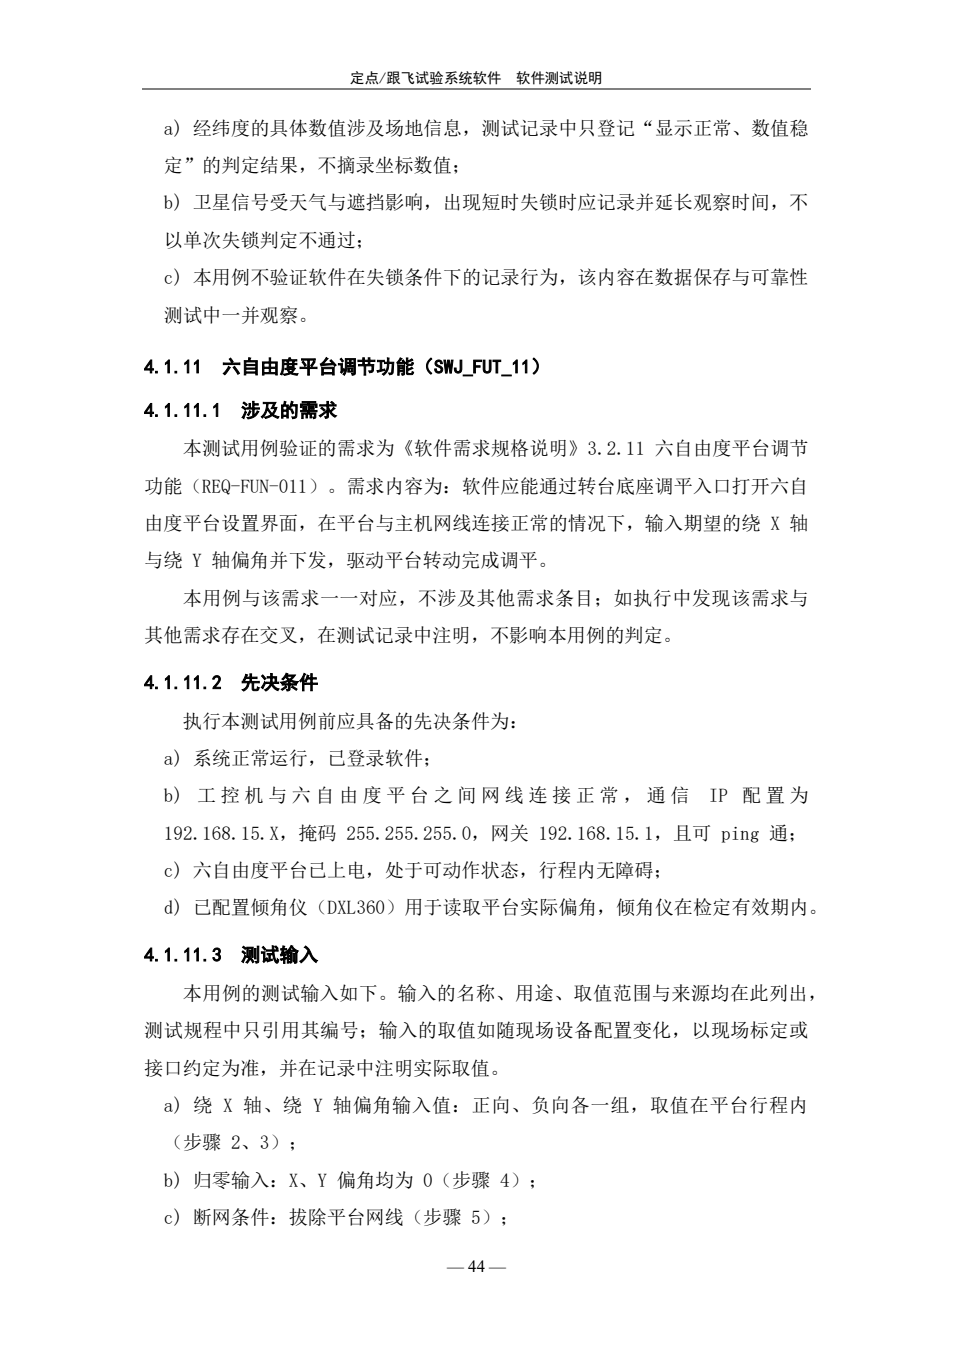 定点/跟飞试验系统软件　软件测试说明
a) 经纬度的具体数值涉及场地信息，测试记录中只登记“显示正常、数值稳
定”的判定结果，不摘录坐标数值；
b) 卫星信号受天气与遮挡影响，出现短时失锁时应记录并延长观察时间，不
以单次失锁判定不通过；
c) 本用例不验证软件在失锁条件下的记录行为，该内容在数据保存与可靠性
测试中一并观察。
4.1.11　六自由度平台调节功能（SWJ_FUT_11）
4.1.11.1　涉及的需求
本测试用例验证的需求为《软件需求规格说明》3.2.11 六自由度平台调节
功能（REQ-FUN-011）。需求内容为：软件应能通过转台底座调平入口打开六自
由度平台设置界面，在平台与主机网线连接正常的情况下，输入期望的绕 X 轴
与绕 Y 轴偏角并下发，驱动平台转动完成调平。
本用例与该需求一一对应，不涉及其他需求条目；如执行中发现该需求与
其他需求存在交叉，在测试记录中注明，不影响本用例的判定。
4.1.11.2　先决条件
执行本测试用例前应具备的先决条件为：
a) 系统正常运行，已登录软件；
b) 工控机与六自由度平台之间网线连接正常，通信 IP 配置为
192.168.15.X，掩码 255.255.255.0，网关 192.168.15.1，且可 ping 通；
c) 六自由度平台已上电，处于可动作状态，行程内无障碍；
d) 已配置倾角仪（DXL360）用于读取平台实际偏角，倾角仪在检定有效期内。
4.1.11.3　测试输入
本用例的测试输入如下。输入的名称、用途、取值范围与来源均在此列出，
测试规程中只引用其编号；输入的取值如随现场设备配置变化，以现场标定或
接口约定为准，并在记录中注明实际取值。
a) 绕 X 轴、绕 Y 轴偏角输入值：正向、负向各一组，取值在平台行程内
（步骤 2、3）；
b) 归零输入：X、Y 偏角均为 0（步骤 4）；
c) 断网条件：拔除平台网线（步骤 5）；
— 44 —